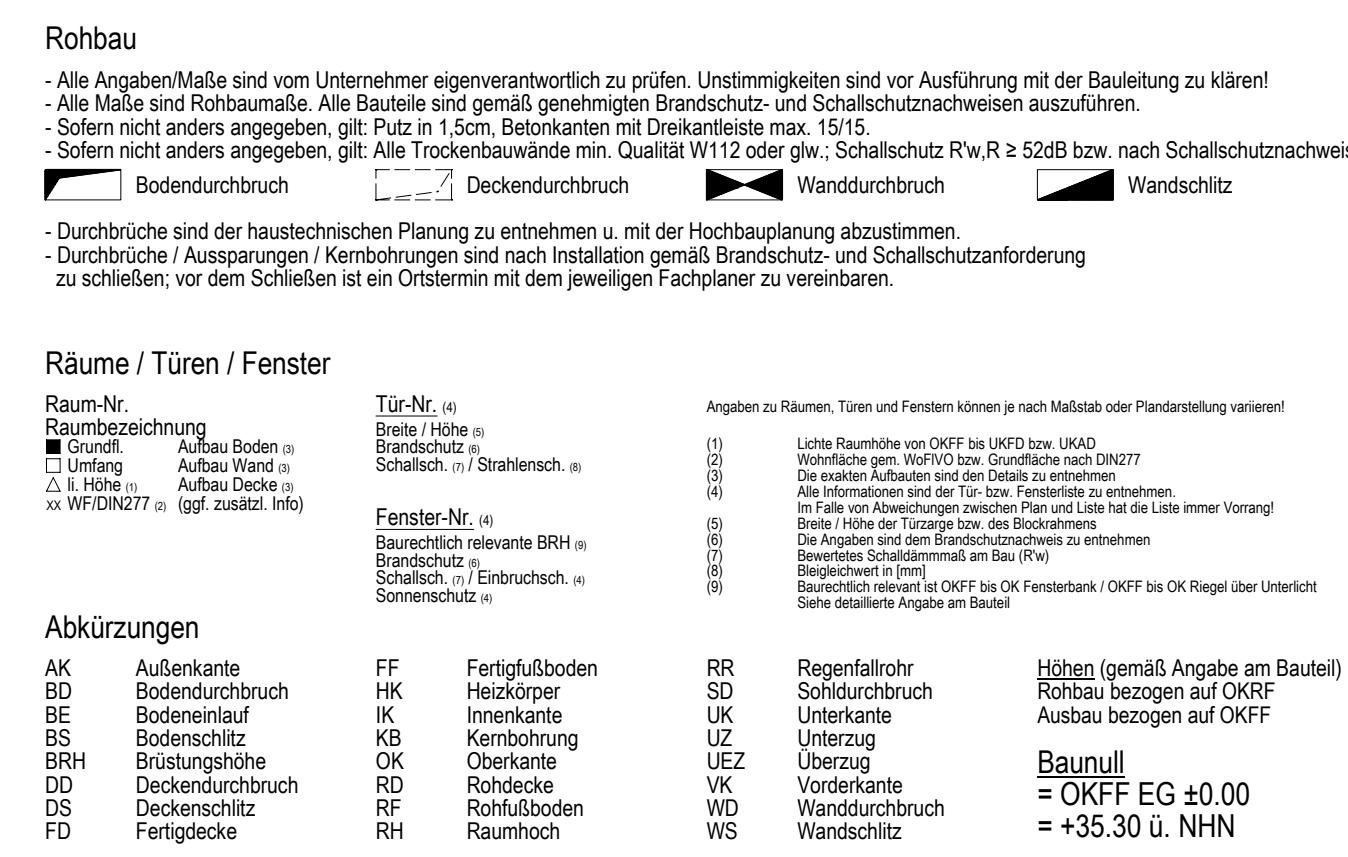 Rohbau
- Alle Angaben/Maße sind vom Unternehmer eigenverantwortlich zu prüfen. Unstimmigkeiten sind vor Ausführung mit der Bauleitung zu klären!
- Alle Maße sind Rohbaumaße. Alle Bauteile sind gemäß genehmigten Brandschutz- und Schallschutznachweisen auszuführen.
- Sofern nicht anders angegeben, gilt: Putz in 1,5cm, Betonkanten mit Dreikantleiste max. 15/15.
- Sofern nicht anders angegeben, gilt: Alle Trockenbauwände min. Qualität W112 oder glw.; Schallschutz R'w,R ≥ 52dB bzw. nach Schallschutznachweis
Bodendurchbruch Deckendurchbruch Wanddurchbruch Wandschlitz
- Durchbrüche sind der haustechnischen Planung zu entnehmen u. mit der Hochbauplanung abzustimmen.
- Durchbrüche / Aussparungen / Kernbohrungen sind nach Installation gemäß Brandschutz- und Schallschutzanforderung
zu schließen; vor dem Schließen ist ein Ortstermin mit dem jeweiligen Fachplaner zu vereinbaren.
Räume / Türen / Fenster
Raum-Nr.
Raumbezeichnung
Grundfl. Aufbau Boden (3)
Umfang Aufbau Wand (3)
li. Höhe (1) Aufbau Decke (3)
xx WF/DIN277 (2) (ggf. zusätzl. Info)
Tür-Nr. (4)
Breite / Höhe (5)
Brandschutz (6)
Schallsch. (7) / Strahlensch. (8)
Fenster-Nr. (4)
Baurechtlich relevante BRH (9)
Brandschutz (6)
Schallsch. (7) / Einbruchsch. (4)
Sonnenschutz (4)
Angaben zu Räumen, Türen und Fenstern können je nach Maßstab oder Plandarstellung variieren!
(1) Lichte Raumhöhe von OKFF bis UKFD bzw. UKAD
(2) Wohnfläche gem. WoFlVO bzw. Grundfläche nach DIN277
(3) Die exakten Aufbauten sind den Details zu entnehmen
(4) Alle Informationen sind der Tür- bzw. Fensterliste zu entnehmen.
Im Falle von Abweichungen zwischen Plan und Liste hat die Liste immer Vorrang!
(5) Breite / Höhe der Türzarge bzw. des Blockrahmens
(6) Die Angaben sind dem Brandschutznachweis zu entnehmen
(7) Bewertetes Schalldämmmaß am Bau (R'w)
(8) Bleigleichwert in [mm]
(9) Baurechtlich relevant ist OKFF bis OK Fensterbank / OKFF bis OK Riegel über Unterlicht
Siehe detaillierte Angabe am Bauteil
Abkürzungen
AK Außenkante
BD Bodendurchbruch
BE Bodeneinlauf
BS Bodenschlitz
BRH Brüstungshöhe
DD Deckendurchbruch
DS Deckenschlitz
FD Fertigdecke
FF Fertigfußboden
HK Heizkörper
IK Innenkante
KB Kernbohrung
OK Oberkante
RD Rohdecke
RF Rohfußboden
RH Raumhoch
RR Regenfallrohr
SD Sohldurchbruch
UK Unterkante
UZ Unterzug
UEZ Überzug
VK Vorderkante
WD Wanddurchbruch
WS Wandschlitz
Höhen (gemäß Angabe am Bauteil)
Rohbau bezogen auf OKRF
Ausbau bezogen auf OKFF
Baunull
= OKFF EG ±0.00
= +35.30 ü. NHN